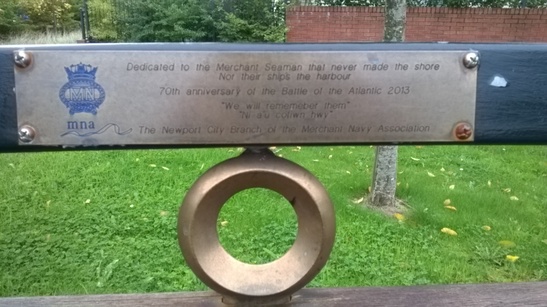 Dedicated to the Merchant Seaman that never made the shore
Nor their ships the harbour
70th anniversary of the Battle of the Atlantic 2013
"We will remember them"
MN
mna
The Newport City Branch of the Merchant Navy Association